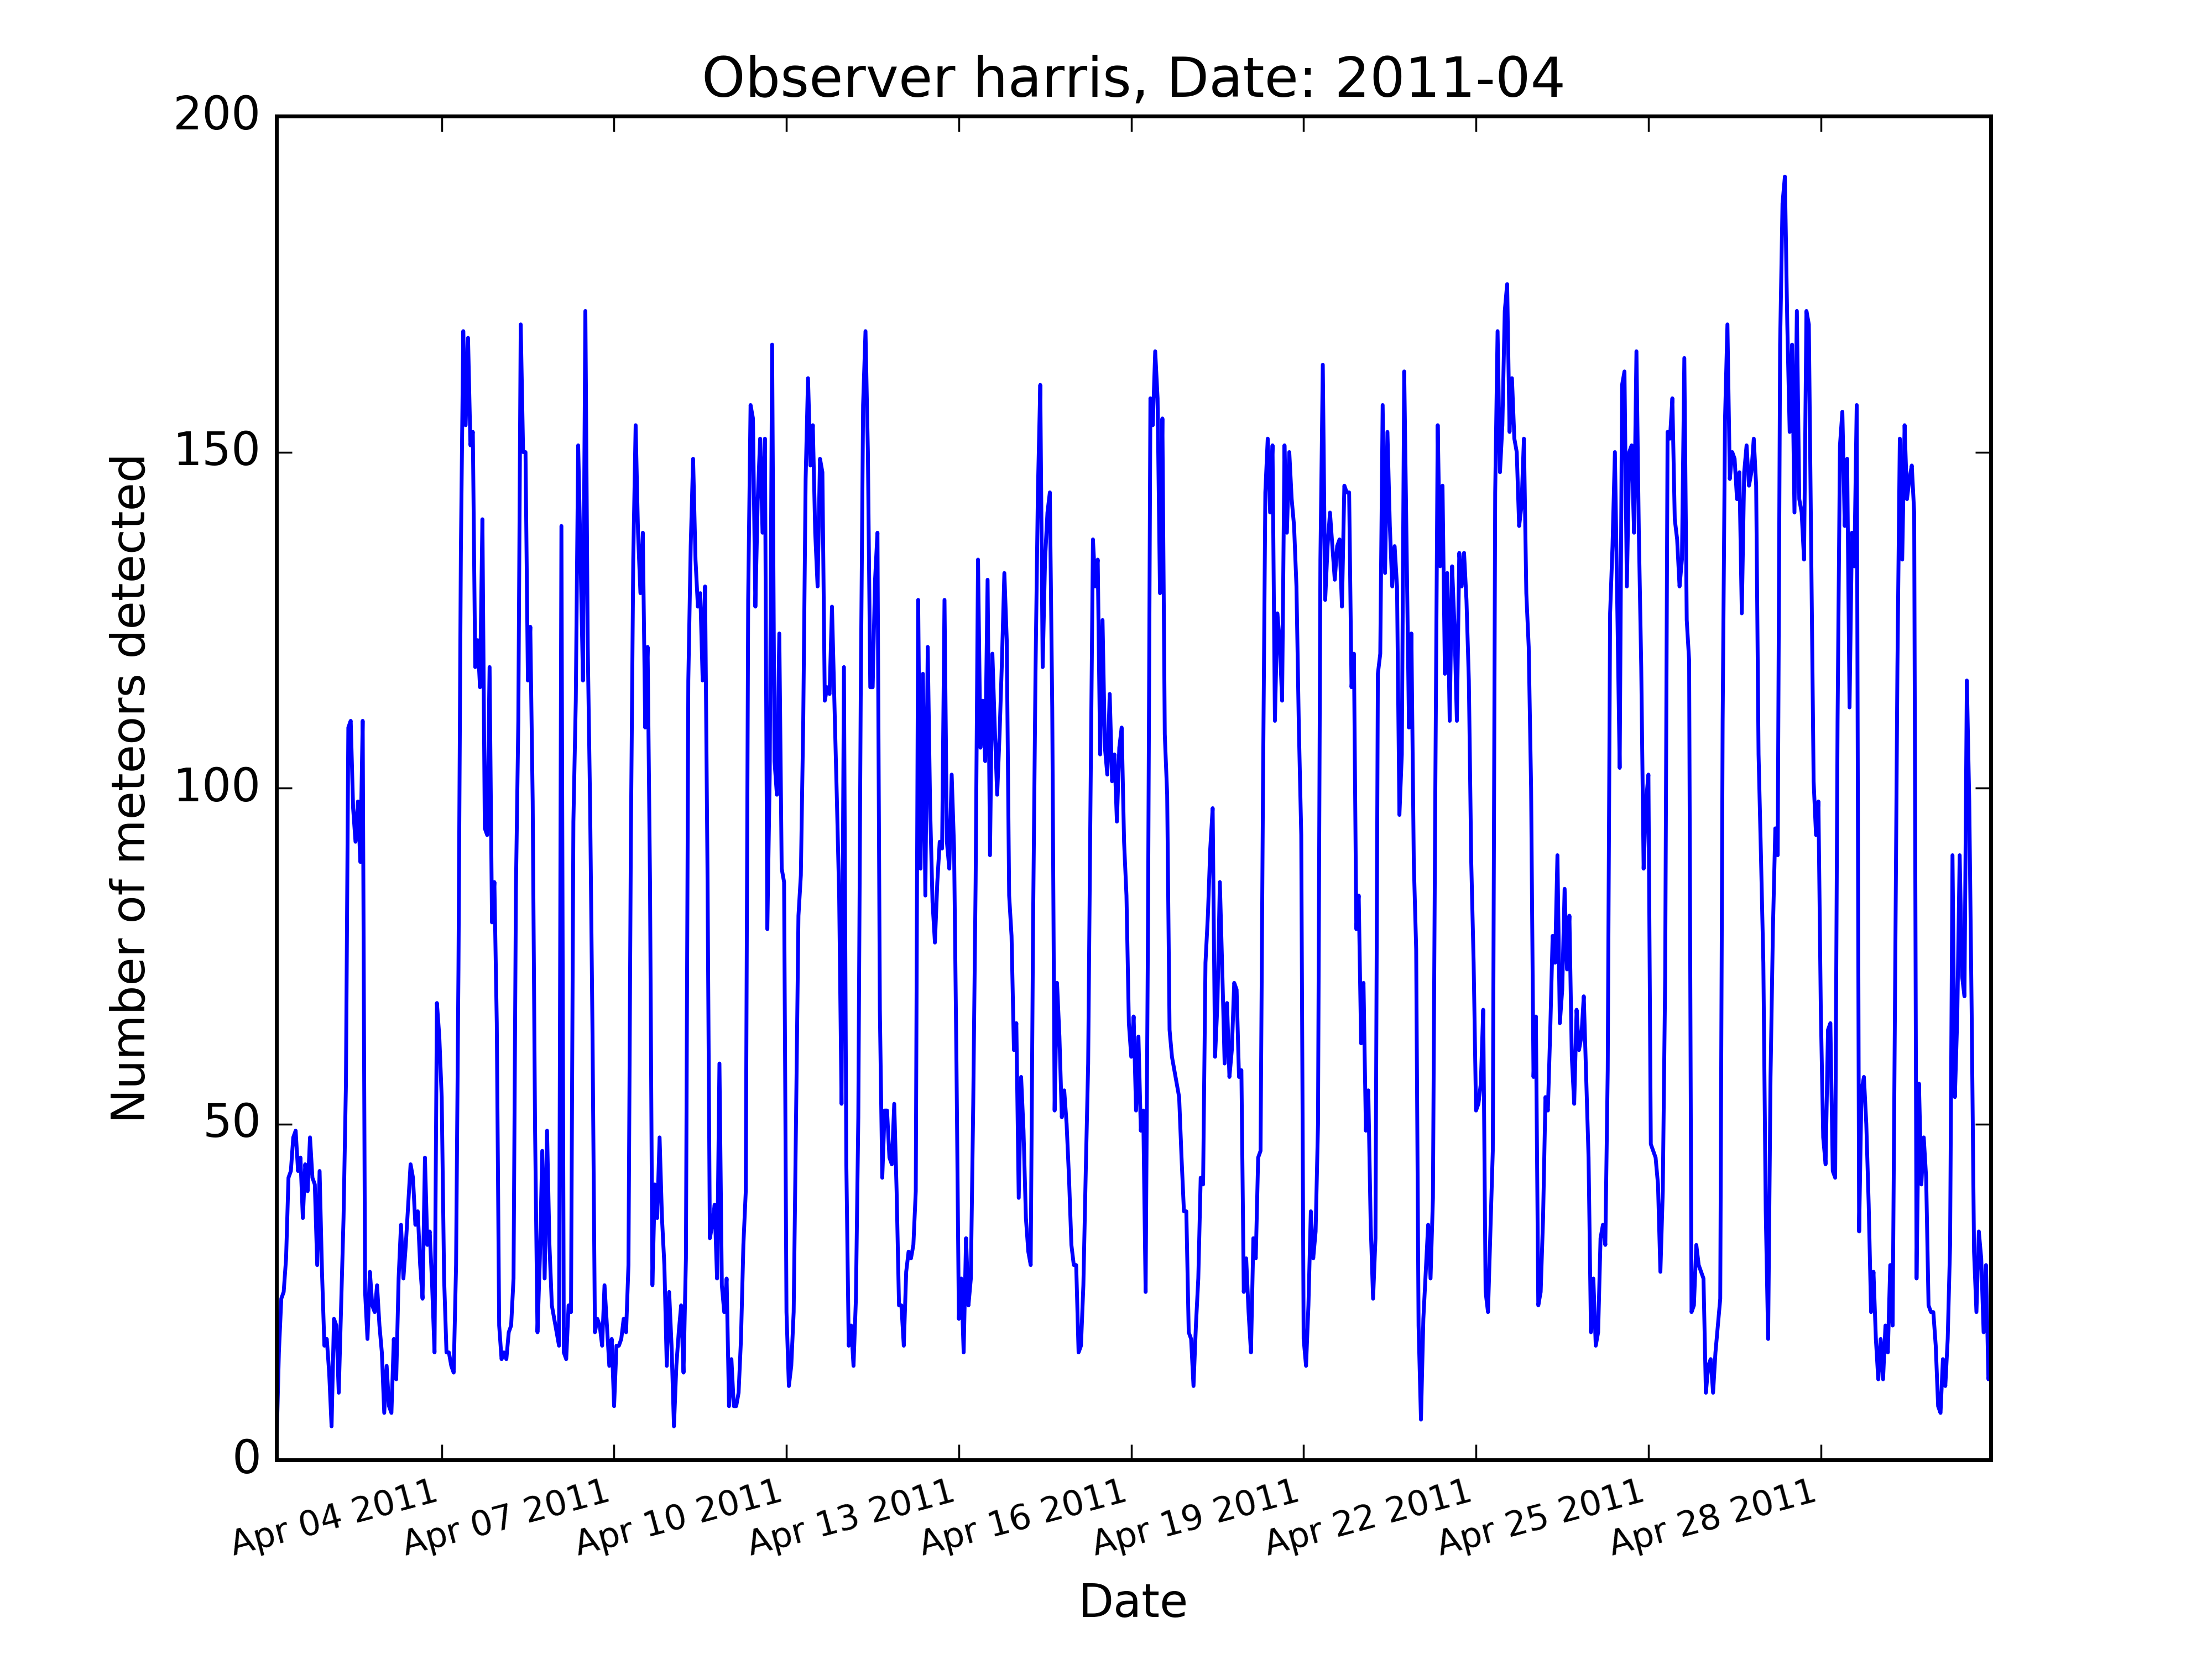 Observer harris, Date: 2011-04
200
150
100
50
0
Number of meteors detected
Apr 04 2011
Apr 07 2011
Apr 10 2011
Apr 13 2011
Apr 16 2011
Apr 19 2011
Apr 22 2011
Apr 25 2011
Apr 28 2011
Date